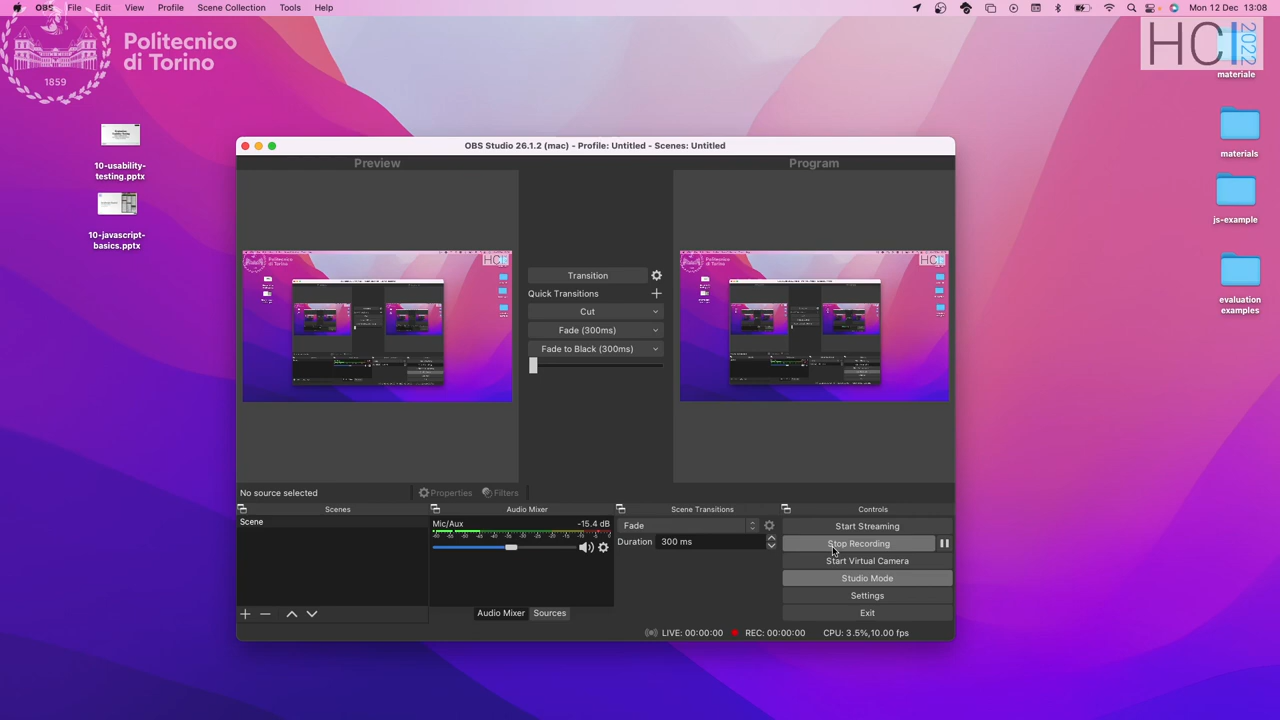 OBS File Edit View Profile Scene Collection Tools Help Mon 12 Dec 13:08
Politecnico
di Torino
1859
HCI 2022
materiale
materials
js-example
evaluation
examples
10-usability-
testing.pptx
10-javascript-
basics.pptx
OBS Studio 26.1.2 (mac) - Profile: Untitled - Scenes: Untitled
Preview
Program
Transition
Quick Transitions
Cut
Fade (300ms)
Fade to Black (300ms)
No source selected
Properties
Filters
Scenes
Audio Mixer
Scene Transitions
Controls
Scene
Mic/Aux
-15.4 dB
Fade
Duration
300 ms
Start Streaming
Stop Recording
Start Virtual Camera
Studio Mode
Settings
Exit
Audio Mixer
Sources
LIVE: 00:00:00
REC: 00:00:00
CPU: 3.5%,10.00 fps